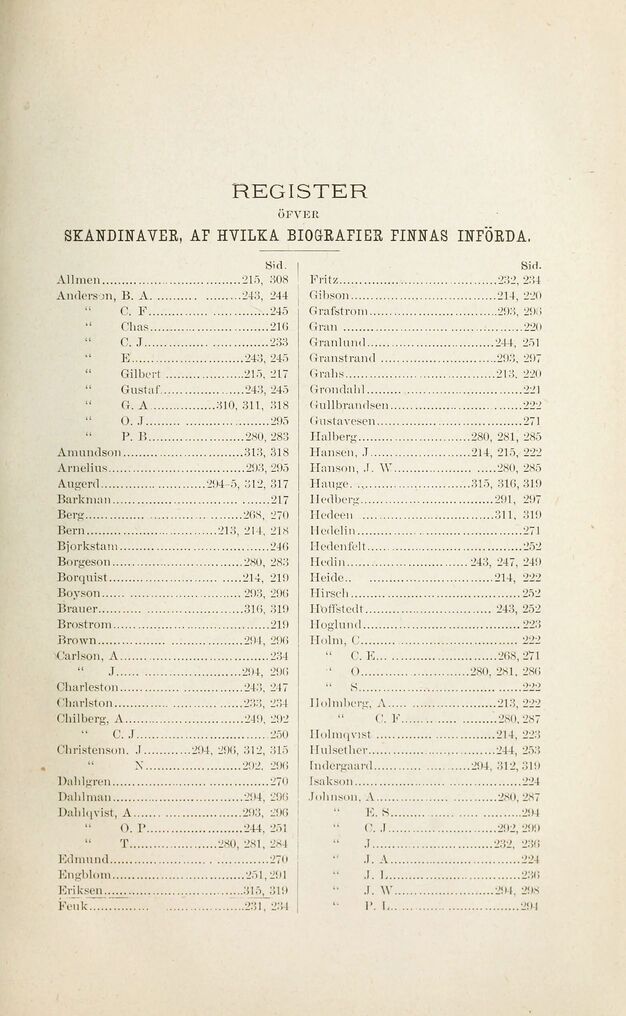 REGISTER
ÖFVER
SKANDINAVER, AF HVILKA BIOGRAFIER FINNAS INFÖRDA.
Sid.
Allmen 215, 308
Anderson, B. A. 243, 244
“ C. F 245
“ Chas 216
“ C. J 233
“ E 243, 245
“ Gilbert 215, 217
“ Gustaf 243, 245
“ G. A 310, 311, 318
“ O. J 295
“ P. B 280, 283
Amundson 313, 318
Arnelius 293, 295
Augerd 294-5, 312, 317
Barkman 217
Berg 268, 270
Bern 213, 214, 218
Bjorkstam 246
Borgeson 280, 283
Borquist 214, 219
Boyson 293, 296
Brauer 316, 319
Brostrom 219
Brown 294, 296
Carlson, A 234
“ J 294, 296
Charleston 243, 247
Charlston 233, 234
Chilberg, A 249, 292
“ C. J 250
Christenson. J 294, 296, 312, 315
“ N 292, 296
Dahlgren 270
Dahlman 294, 296
Dahlqvist, A 293, 296
“ O. P 244, 251
“ T 280, 281, 284
Edmund 270
Engblom 251, 291
Eriksen 315, 319
Feuk 231, 234
Sid.
Fritz 232, 234
Gibson 214, 220
Grafstrom 293, 296
Gran 220
Granlund 244, 251
Granstrand 293, 297
Grahs 213, 220
Grondahl 221
Gullbrandsen 222
Gustavesen 271
Halberg 280, 281, 285
Hansen, J 214, 215, 222
Hanson, J. W 280, 285
Hauge. 315, 316, 319
Hedberg 291, 297
Hedeen 311, 319
Hedelin 271
Hedenfelt 252
Hedin 243, 247, 249
Heide.. 214, 222
Hirsch 252
Hoffstedt 243, 252
Hoglund 223
Holm, C 222
“ C. E 268, 271
“ O 280, 281, 286
“ S 222
Holmberg, A 213, 222
“ C. F 280, 287
Holmqvist 214, 223
Hulsether 244, 253
Indergaard 294, 312, 319
Isakson 224
Johnson, A 280, 287
“ E. S 294
“ C. J 292, 299
“ J 232, 236
“ J. A 224
“ J. L 236
“ J. W 294, 298
“ P. L 294